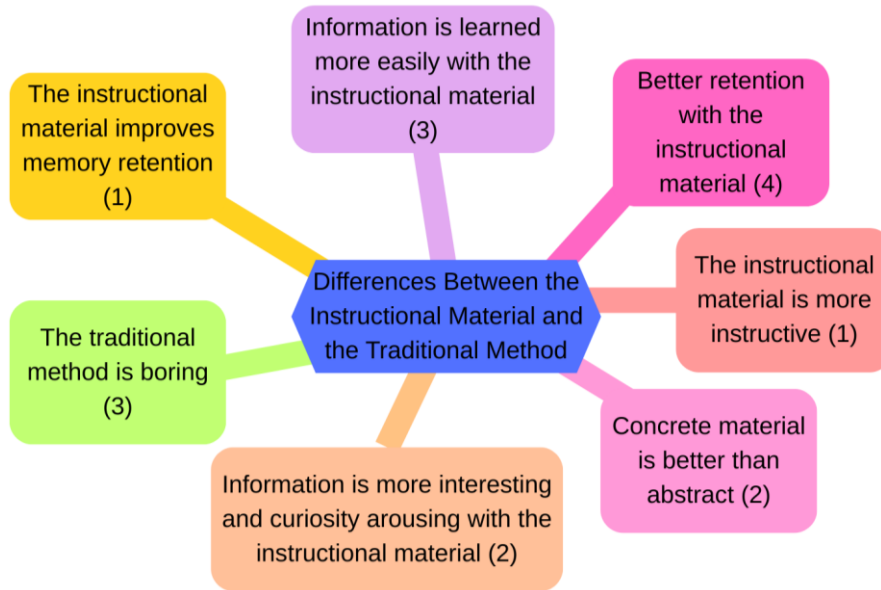 Information is learned
more easily with the
instructional material
(3)
The instructional
material improves
memory retention
(1)
Better retention
with the
instructional
material (4)
Differences Between the
Instructional Material and
the Traditional Method
The instructional
material is more
instructive (1)
The traditional
method is boring
(3)
Concrete material
is better than
abstract (2)
Information is more interesting
and curiosity arousing with the
instructional material (2)